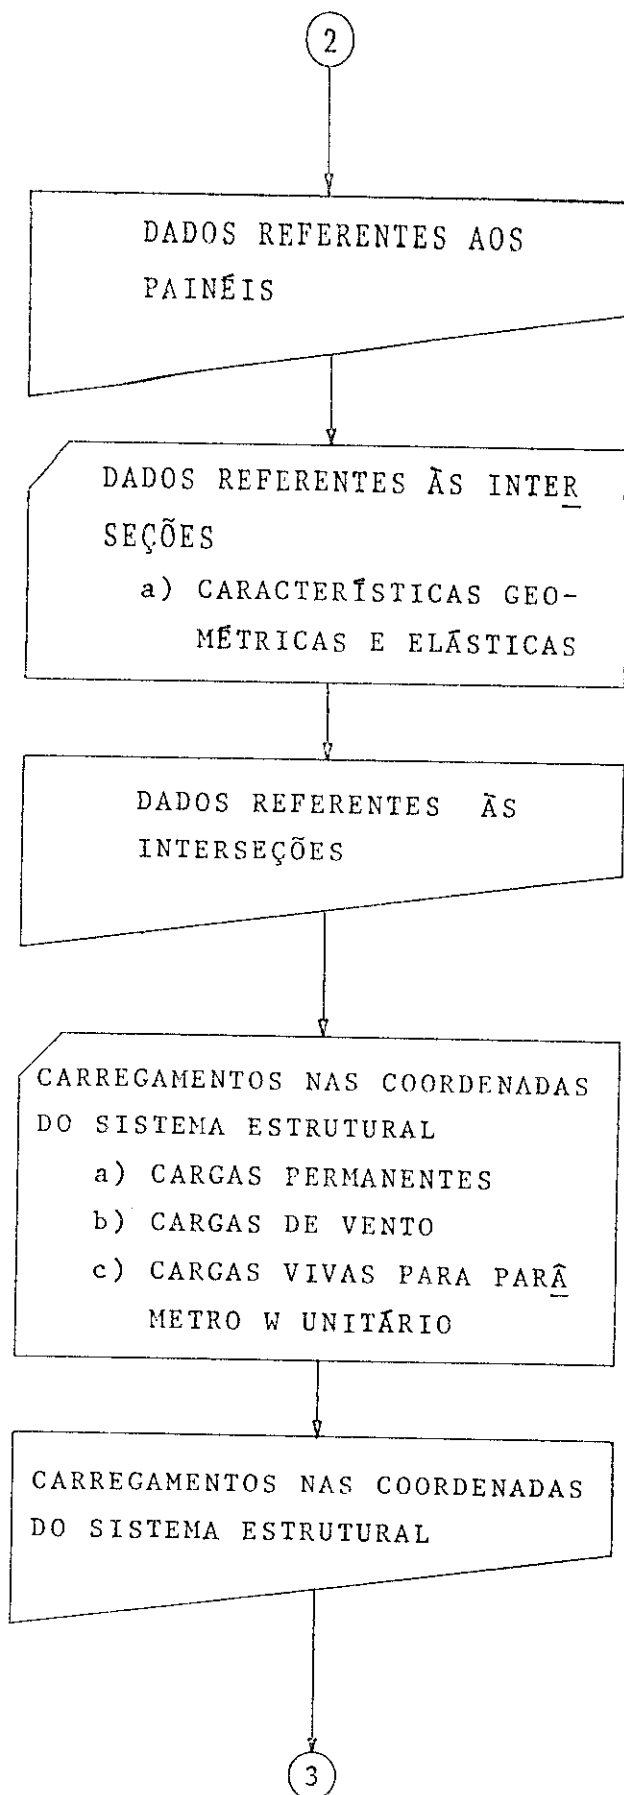 2
DADOS REFERENTES AOS
PAINÉIS
DADOS REFERENTES ÀS INTER
SEÇÕES
a) CARACTERÍSTICAS GEO-
MÉTRICAS E ELÁSTICAS
DADOS REFERENTES ÀS
INTERSEÇÕES
CARREGAMENTOS NAS COORDENADAS
DO SISTEMA ESTRUTURAL
a) CARGAS PERMANENTES
b) CARGAS DE VENTO
c) CARGAS VIVAS PARA PARÂ
METRO W UNITÁRIO
CARREGAMENTOS NAS COORDENADAS
DO SISTEMA ESTRUTURAL
3